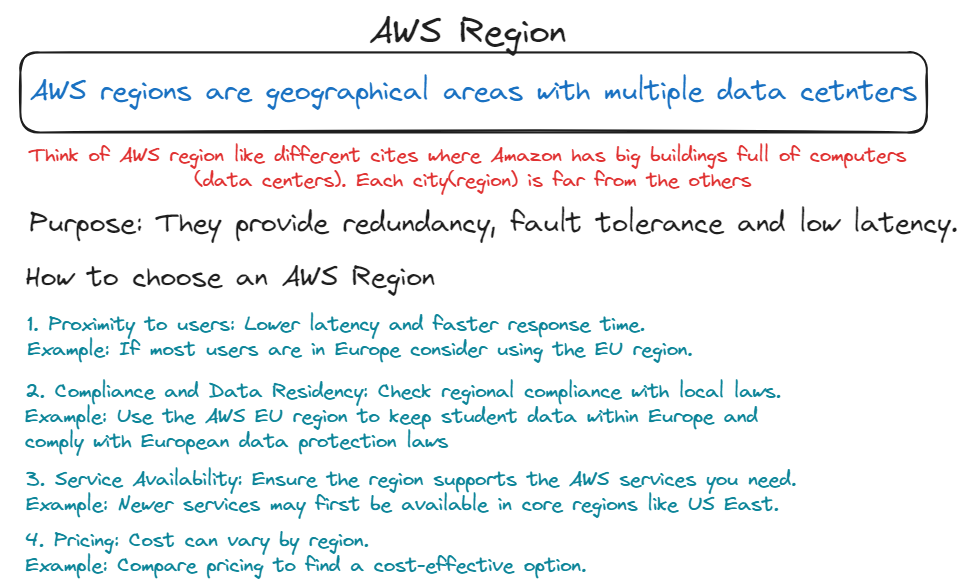 AWS Region
AWS regions are geographical areas with multiple data cetnters
Think of AWS region like different cites where Amazon has big buildings full of computers
(data centers). Each city(region) is far from the others
Purpose: They provide redundancy, fault tolerance and low latency.
How to choose an AWS Region
1. Proximity to users: Lower latency and faster response time.
Example: If most users are in Europe consider using the EU region.
2. Compliance and Data Residency: Check regional compliance with local laws.
Example: Use the AWS EU region to keep student data within Europe and
comply with European data protection laws
3. Service Availability: Ensure the region supports the AWS services you need.
Example: Newer services may first be available in core regions like US East.
4. Pricing: Cost can vary by region.
Example: Compare pricing to find a cost-effective option.